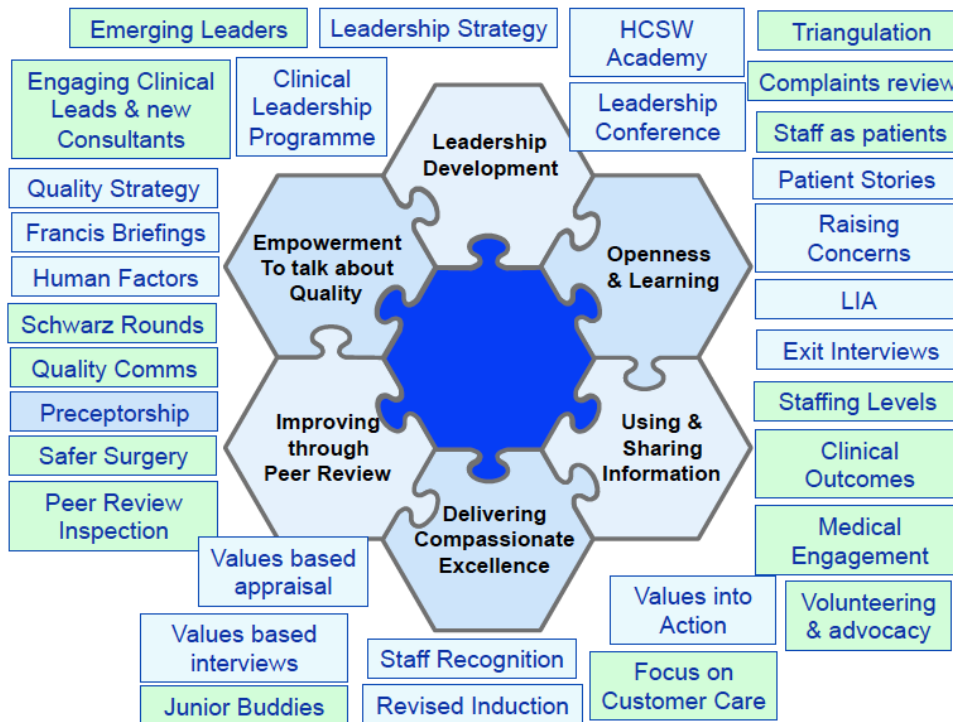 Emerging Leaders
Leadership Strategy
HCSW
Academy
Triangulation
Engaging Clinical
Leads & new
Consultants
Clinical
Leadership
Programme
Leadership
Conference
Complaints review
Staff as patients
Leadership
Development
Quality Strategy
Patient Stories
Francis Briefings
Raising
Concerns
Empowerment
To talk about
Quality
Openness
& Learning
Human Factors
LIA
Schwarz Rounds
Exit Interviews
Quality Comms
Preceptorship
Staffing Levels
Improving
through
Peer Review
Using &
Sharing
Information
Safer Surgery
Clinical
Outcomes
Peer Review
Inspection
Delivering
Compassionate
Excellence
Medical
Engagement
Values based
appraisal
Values into
Action
Volunteering
& advocacy
Values based
interviews
Staff Recognition
Focus on
Customer Care
Junior Buddies
Revised Induction